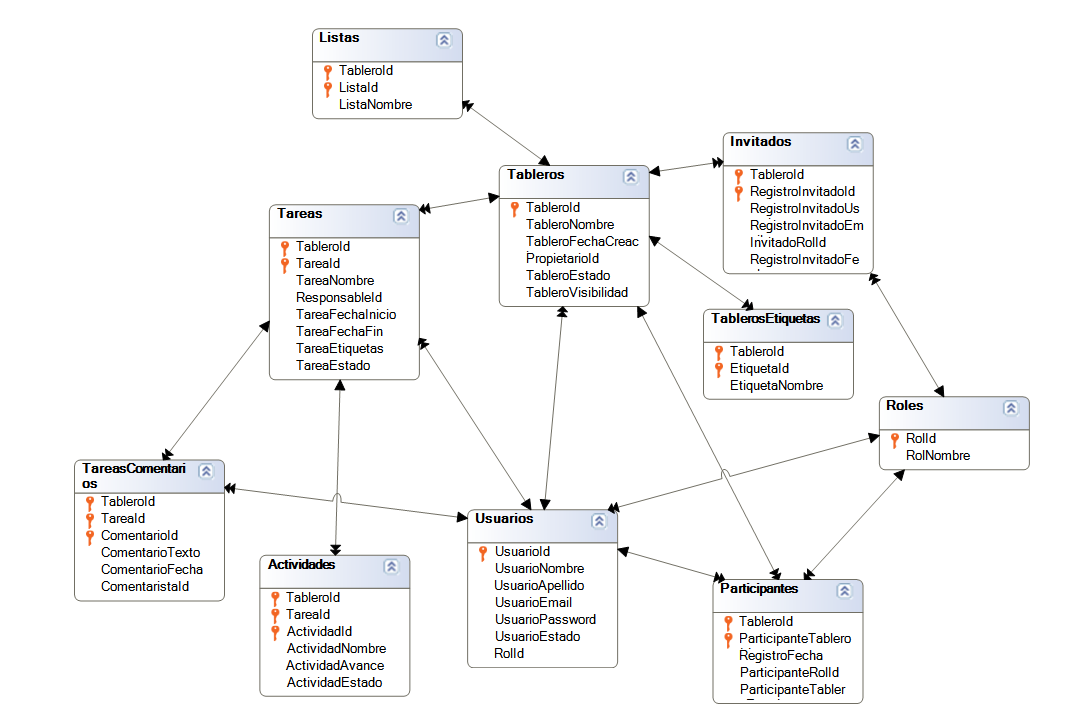 Listas
TableroId
ListaId
ListaNombre
Invitados
TableroId
RegistroInvitadoId
RegistroInvitadoUs
RegistroInvitadoEm
InvitadoRolId
RegistroInvitadoFe
Tableros
TableroId
TableroNombre
TableroFechaCreac
PropietarioId
TableroEstado
TableroVisibilidad
Tareas
TableroId
TareaId
TareaNombre
ResponsableId
TareaFechaInicio
TareaFechaFin
TareaEtiquetas
TareaEstado
TablerosEtiquetas
TableroId
EtiquetaId
EtiquetaNombre
Roles
RolId
RolNombre
TareasComentari
os
TableroId
TareaId
ComentarioId
ComentarioTexto
ComentarioFecha
ComentaristaId
Usuarios
UsuarioId
UsuarioNombre
UsuarioApellido
UsuarioEmail
UsuarioPassword
UsuarioEstado
RolId
Actividades
TableroId
TareaId
ActividadId
ActividadNombre
ActividadAvance
ActividadEstado
Participantes
TableroId
ParticipanteTablero
RegistroFecha
ParticipanteRolId
ParticipanteTabler